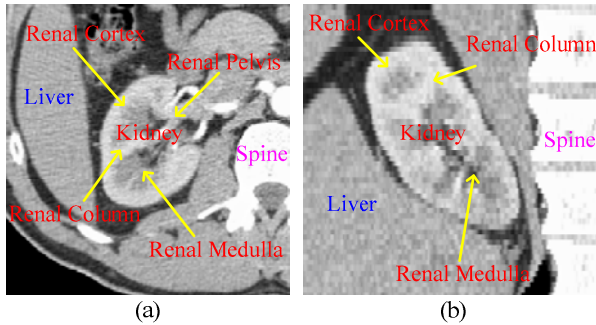 Renal Cortex
Renal Pelvis
Liver
Kidney
Spine
Renal Column
Renal Medulla
(a)
Renal Cortex
Renal Column
Kidney
Spine
Liver
Renal Medulla
(b)